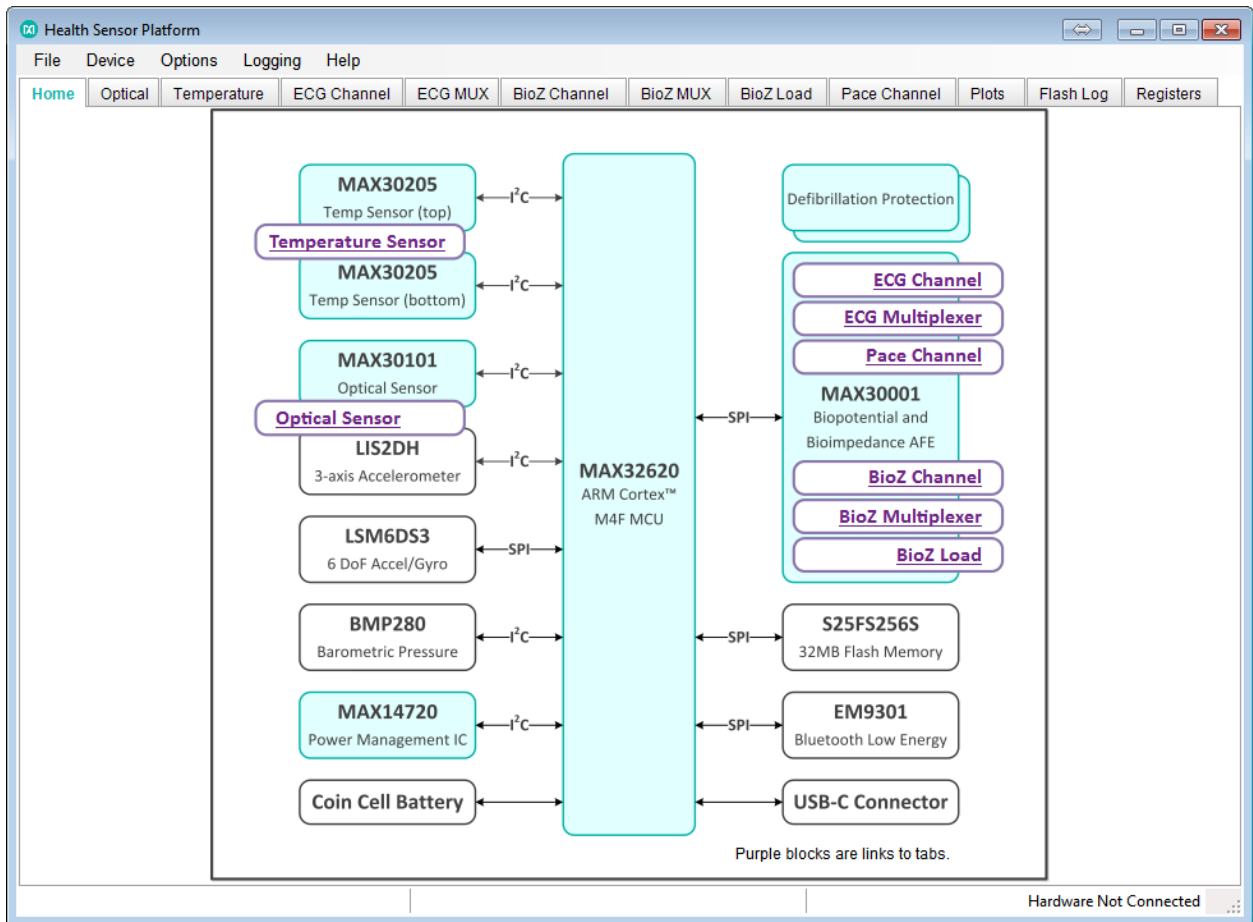 Health Sensor Platform
File Device Options Logging Help
Home Optical Temperature ECG Channel ECG MUX BioZ Channel BioZ MUX BioZ Load Pace Channel Plots Flash Log Registers
MAX30205
Temp Sensor (top)
I²C
Temperature Sensor
MAX30205
Temp Sensor (bottom)
I²C
MAX30101
Optical Sensor
I²C
Optical Sensor
LIS2DH
3-axis Accelerometer
I²C
LSM6DS3
6 DoF Accel/Gyro
SPI
BMP280
Barometric Pressure
I²C
MAX14720
Power Management IC
I²C
Coin Cell Battery
MAX32620
ARM Cortex™
M4F MCU
Defibrillation Protection
ECG Channel
ECG Multiplexer
Pace Channel
MAX30001
Biopotential and
Bioimpedance AFE
SPI
BioZ Channel
BioZ Multiplexer
BioZ Load
SPI
S25FS256S
32MB Flash Memory
SPI
EM9301
Bluetooth Low Energy
USB-C Connector
Purple blocks are links to tabs.
Hardware Not Connected